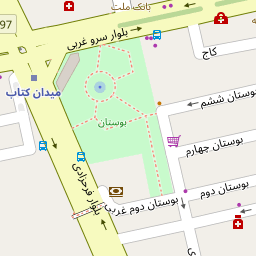 بانک ملت
بلوار سرو غربی
97
کاج
میدان کتاب
بوستان ششم
بوستان
بوستان چهارم
بلوار فرحزادی
بوستان دوم
بوستان دوم غربی